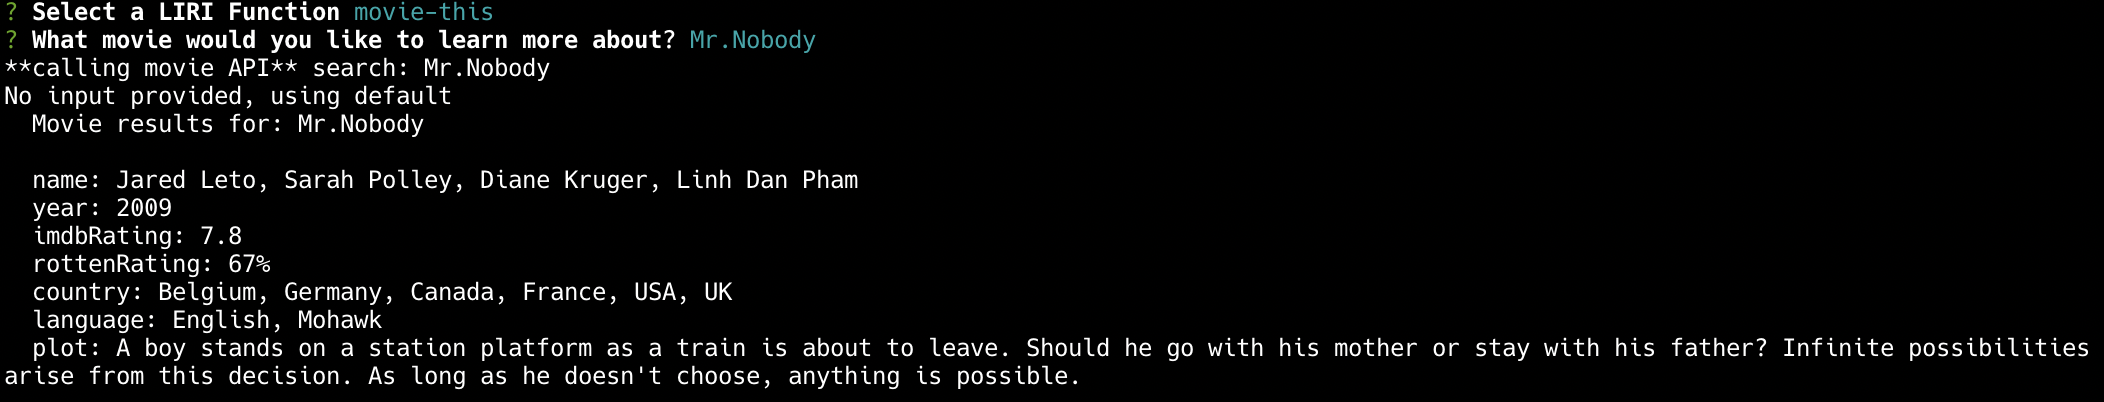 ? Select a LIRI Function movie-this
? What movie would you like to learn more about? Mr.Nobody
**calling movie API** search: Mr.Nobody
No input provided, using default
  Movie results for: Mr.Nobody

  name: Jared Leto, Sarah Polley, Diane Kruger, Linh Dan Pham
  year: 2009
  imdbRating: 7.8
  rottenRating: 67%
  country: Belgium, Germany, Canada, France, USA, UK
  language: English, Mohawk
  plot: A boy stands on a station platform as a train is about to leave. Should he go with his mother or stay with his father? Infinite possibilities
arise from this decision. As long as he doesn't choose, anything is possible.